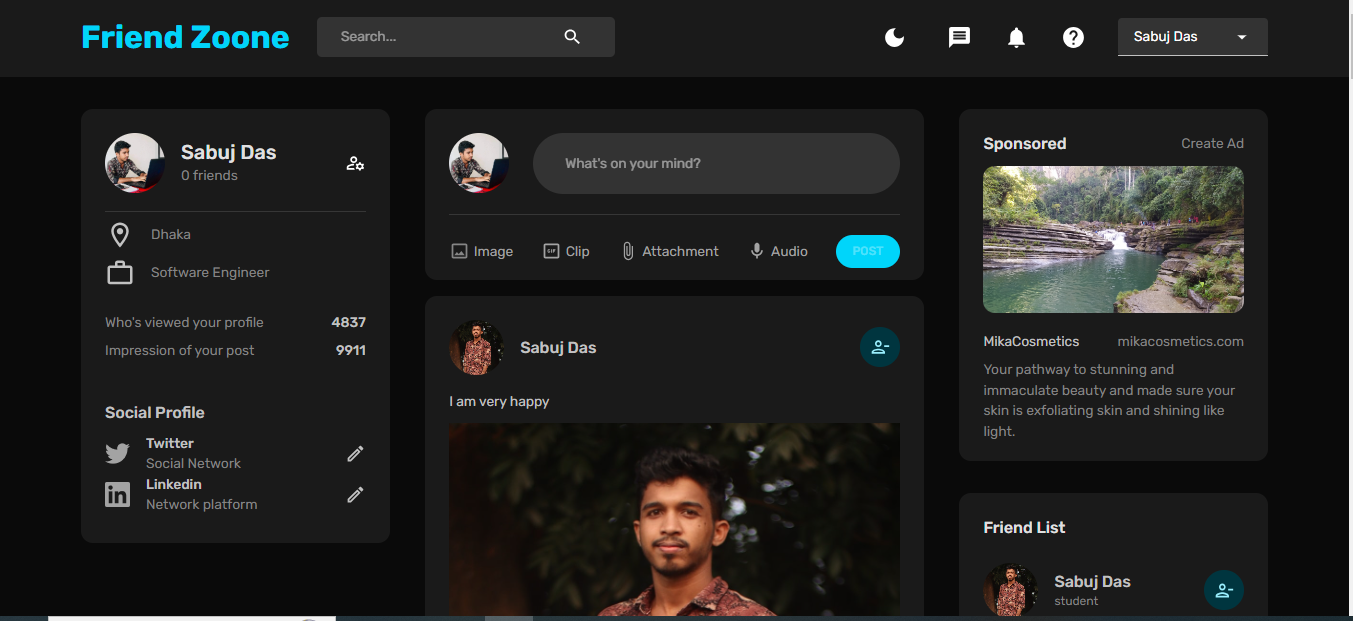 Friend Zoone
Search...
Sabuj Das
Sabuj Das
0 friends
Dhaka
Software Engineer
Who's viewed your profile 4837
Impression of your post 9911
Social Profile
Twitter
Social Network
Linkedin
Network platform
What's on your mind?
Image
GIF Clip
Attachment
Audio
POST
Sabuj Das
I am very happy
Sponsored
Create Ad
MikaCosmetics
mikacosmetics.com
Your pathway to stunning and
immaculate beauty and made sure your
skin is exfoliating skin and shining like
light.
Friend List
Sabuj Das
student